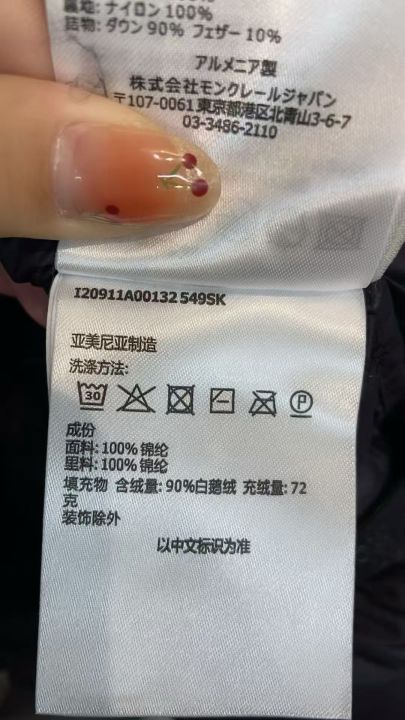 裏地: ナイロン 100%
詰物: ダウン 90% フェザー 10%
アルメニア製
株式会社モンクレールジャパン
〒107-0061 東京都港区北青山3-6-7
03-3486-2110
I20911A00132 549SK
亚美尼亚制造
洗涤方法:
30
P
成份
面料: 100% 锦纶
里料: 100% 锦纶
填充物 含绒量: 90%白鹅绒 充绒量: 72
克
装饰除外
以中文标识为准